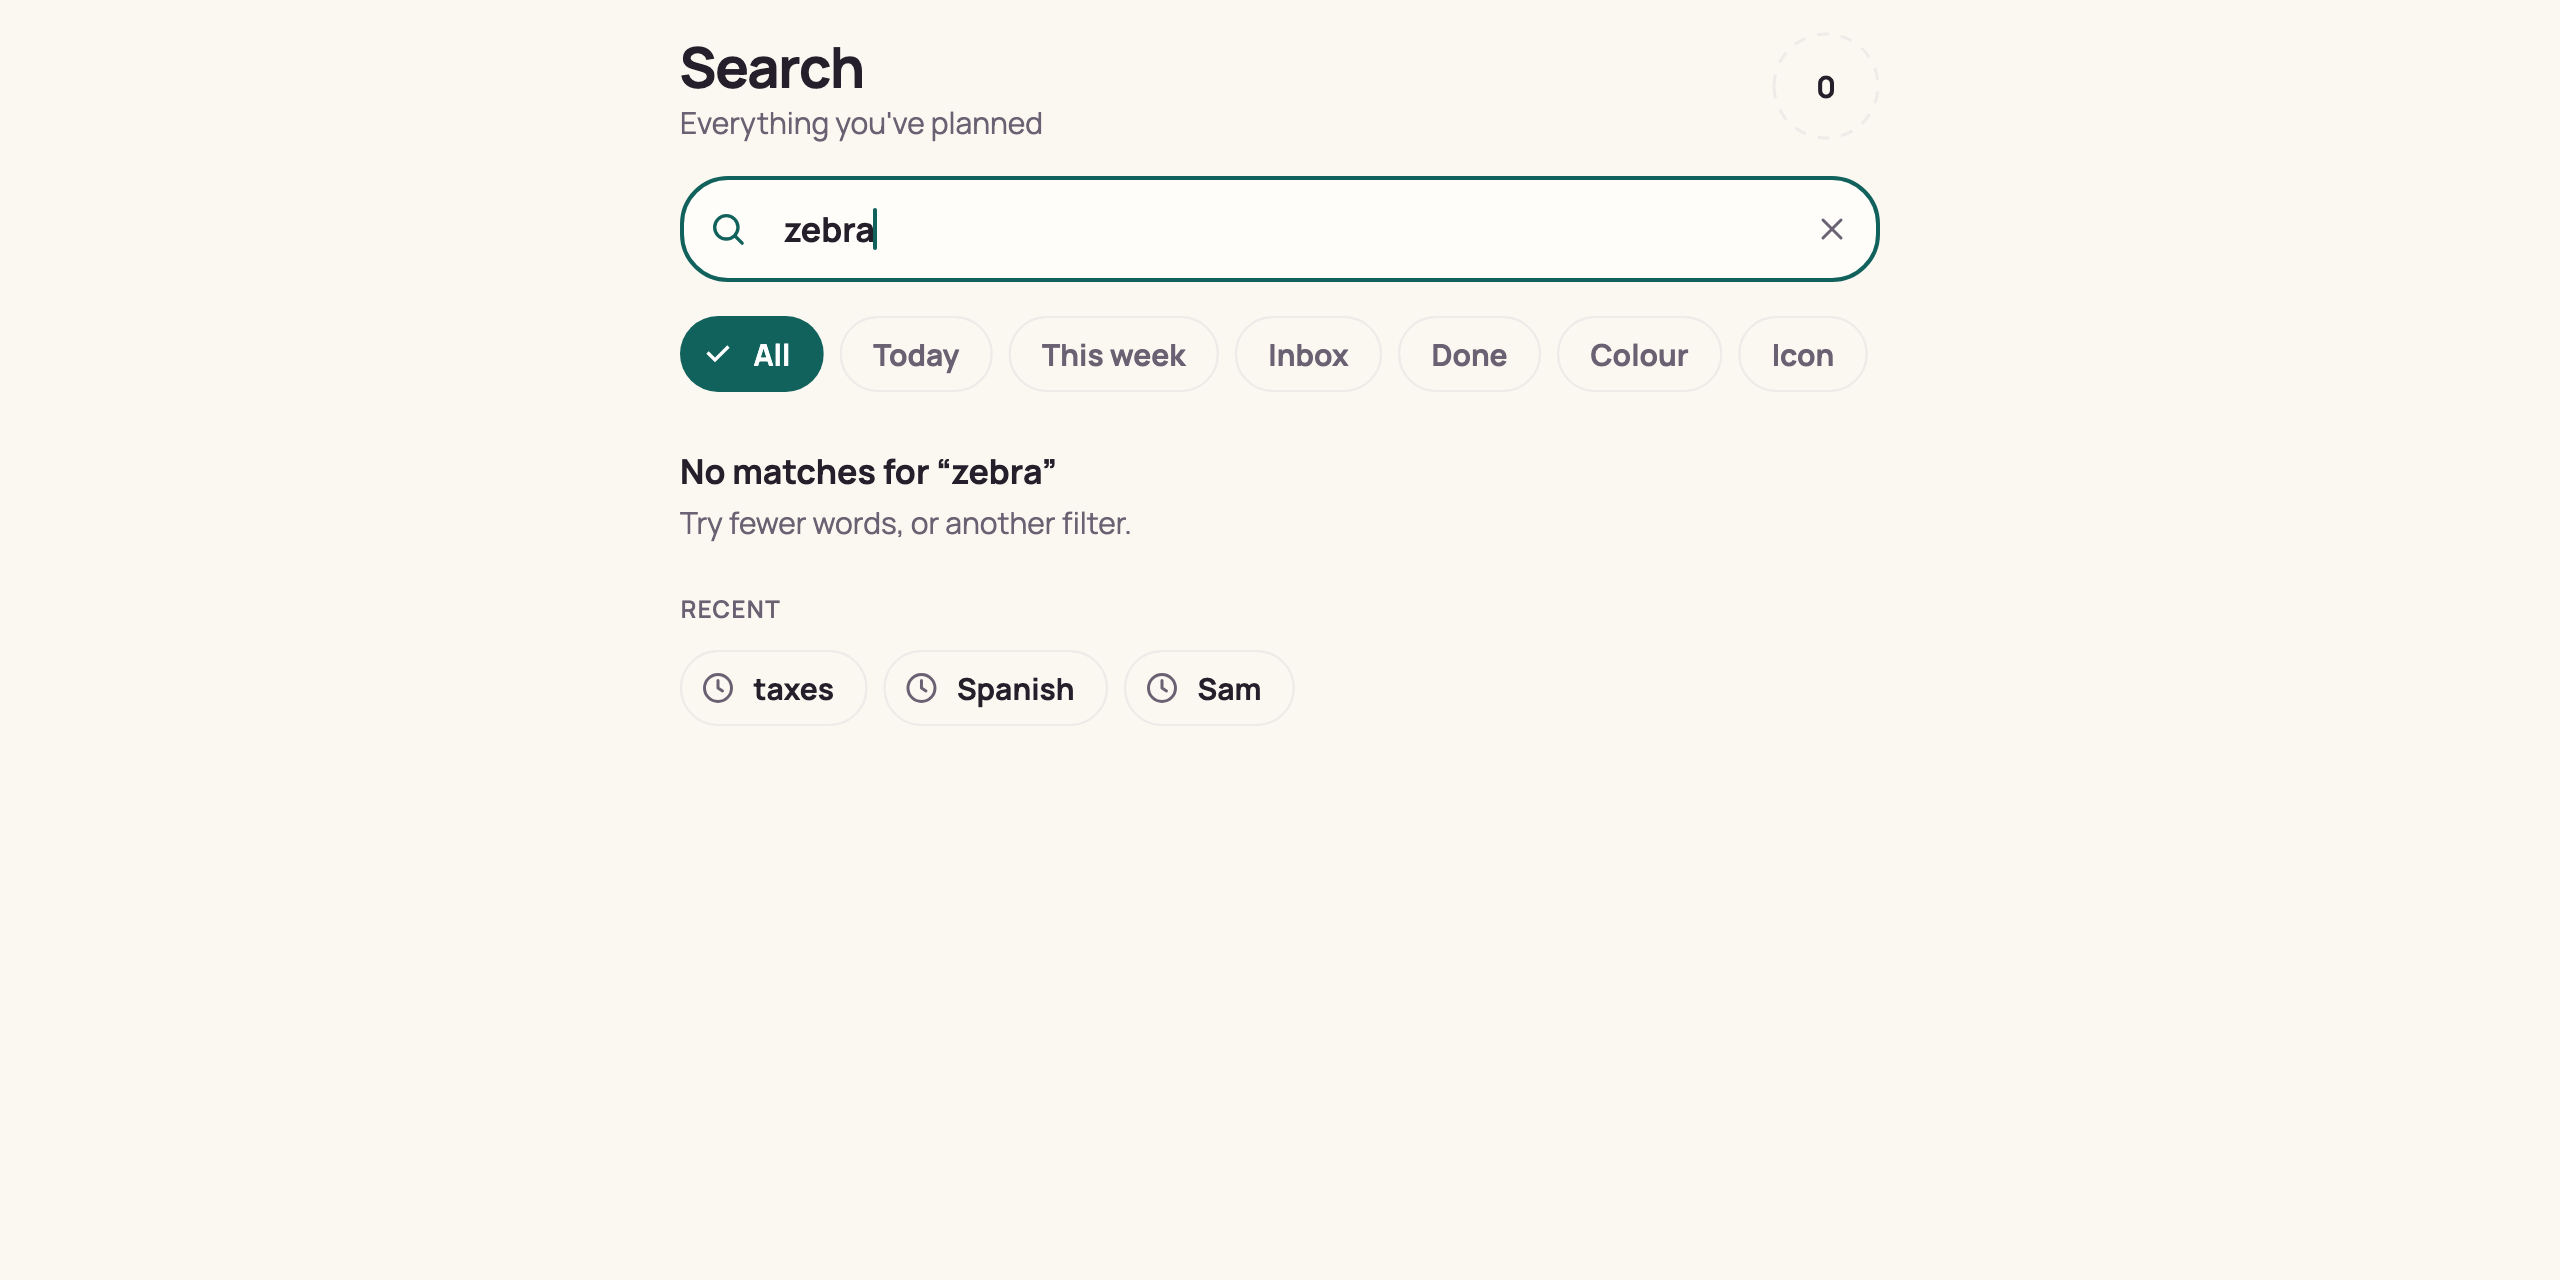 Search
Everything you've planned
0
zebra
All Today This week Inbox Done Colour Icon
No matches for “zebra”
Try fewer words, or another filter.
RECENT
taxes Spanish Sam